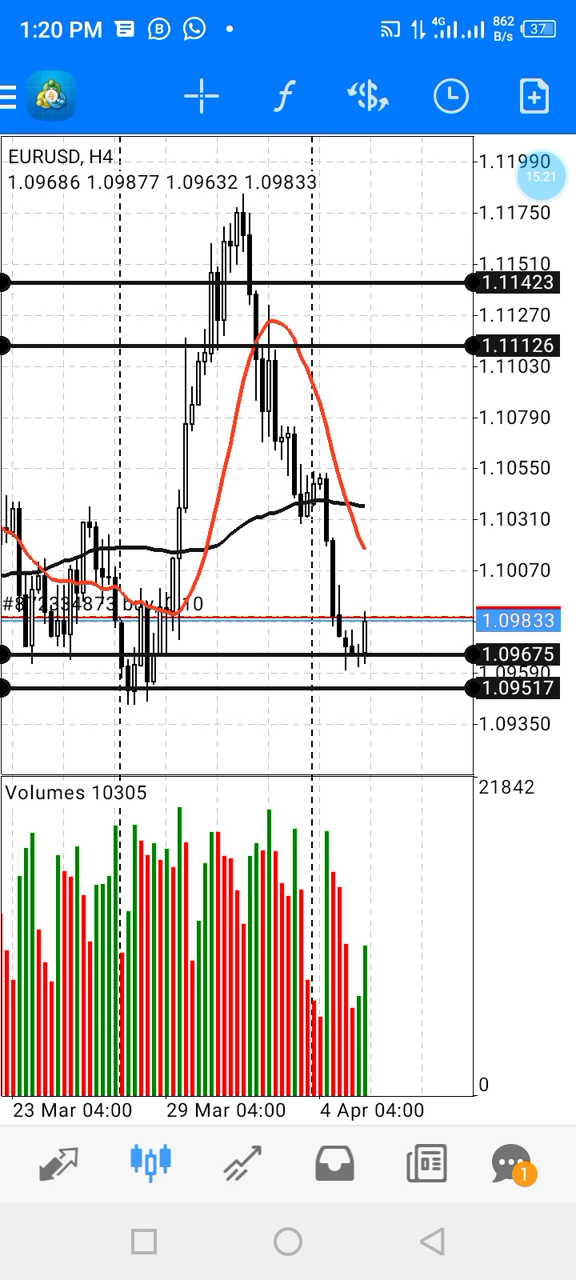 1:20 PM
4G
862
B/s
37
EURUSD, H4
1.09686 1.09877 1.09632 1.09833
1.11990
15:21
1.11750
1.11510
1.11423
1.11270
1.11126
1.11030
1.10790
1.10550
1.10310
1.10070
1.09833
1.09675
1.09590
1.09517
1.09350
Volumes 10305
21842
0
23 Mar 04:00
29 Mar 04:00
4 Apr 04:00
1